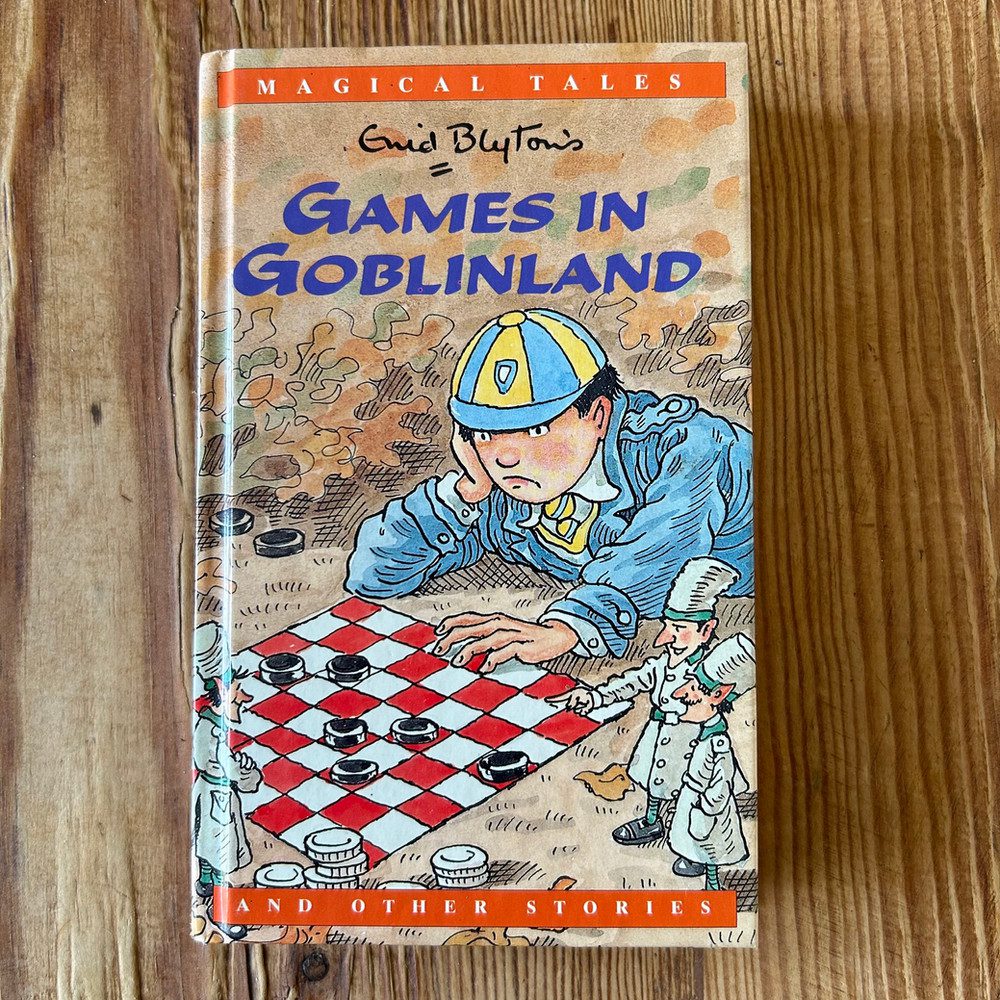 MAGICAL TALES
Enid Blyton's
GAMES IN
GOBLINLAND
AND OTHER STORIES